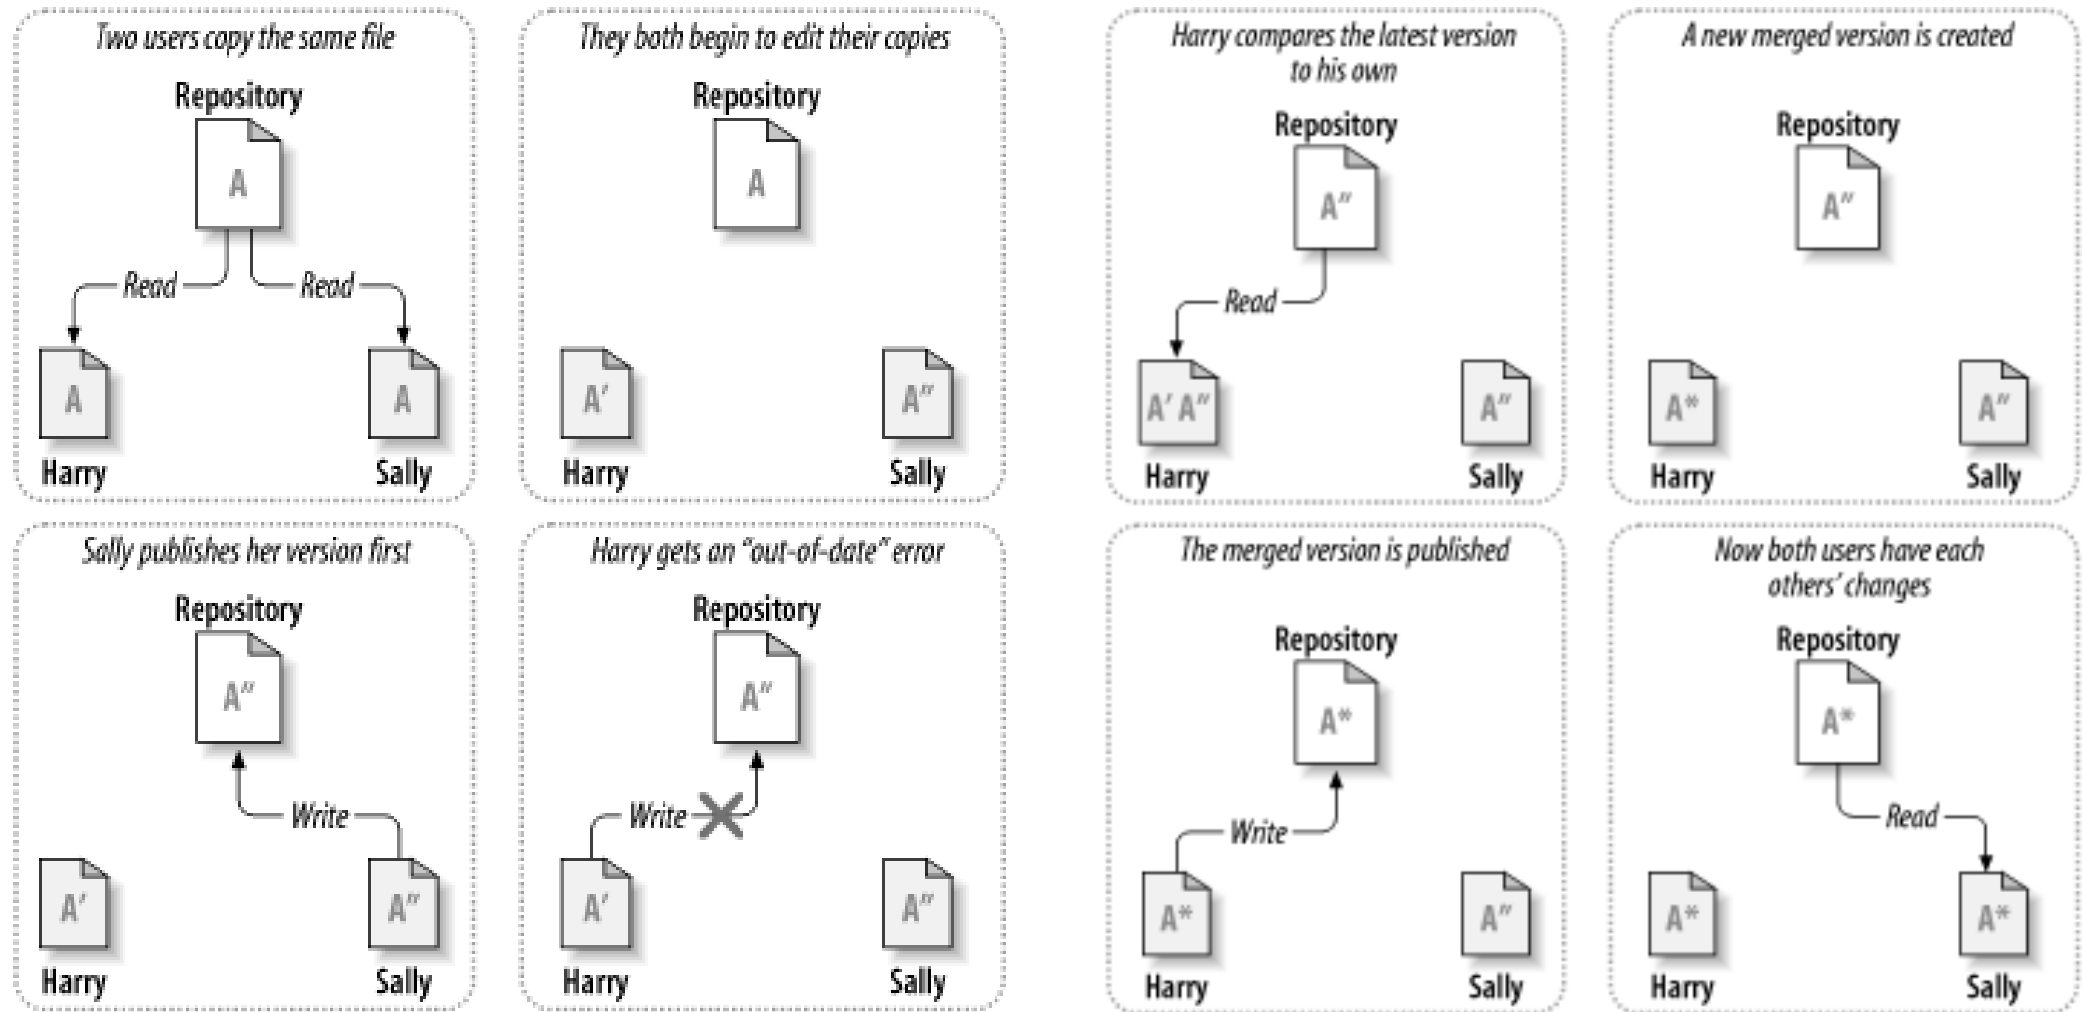 Two users copy the same file
Repository
A
Read
Read
A
A
Harry
Sally
They both begin to edit their copies
Repository
A
A′
A″
Harry
Sally
Sally publishes her version first
Repository
A″
Write
A′
A″
Harry
Sally
Harry gets an “out-of-date” error
Repository
A″
Write
A′
A″
Harry
Sally
Harry compares the latest version
to his own
Repository
A″
Read
A′ A″
A″
Harry
Sally
A new merged version is created
Repository
A″
A*
A″
Harry
Sally
The merged version is published
Repository
A*
Write
A*
A″
Harry
Sally
Now both users have each
others’ changes
Repository
A*
Read
A*
A*
Harry
Sally